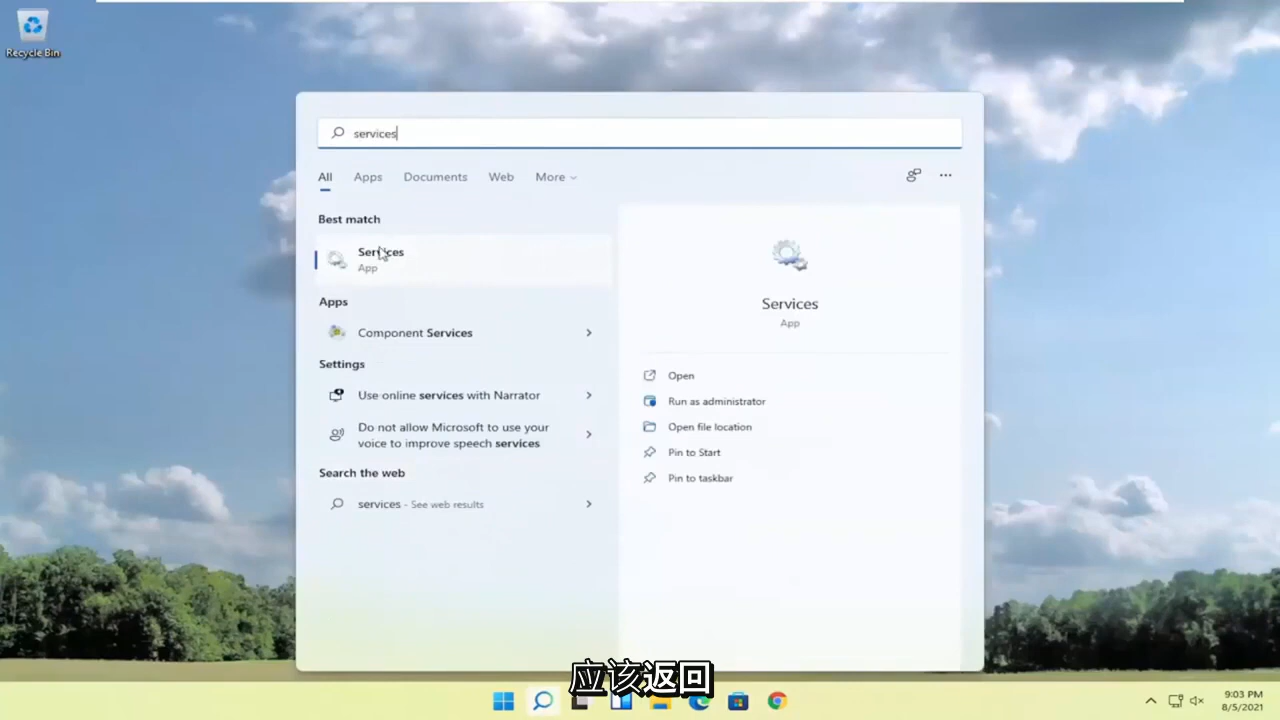 Recycle Bin
services
All Apps Documents Web More
Best match
Services
App
Apps
Component Services
Settings
Use online services with Narrator
Do not allow Microsoft to use your
voice to improve speech services
Search the web
services - See web results
Services
App
Open
Run as administrator
Open file location
Pin to Start
Pin to taskbar
应该返回
9:03 PM
8/5/2021